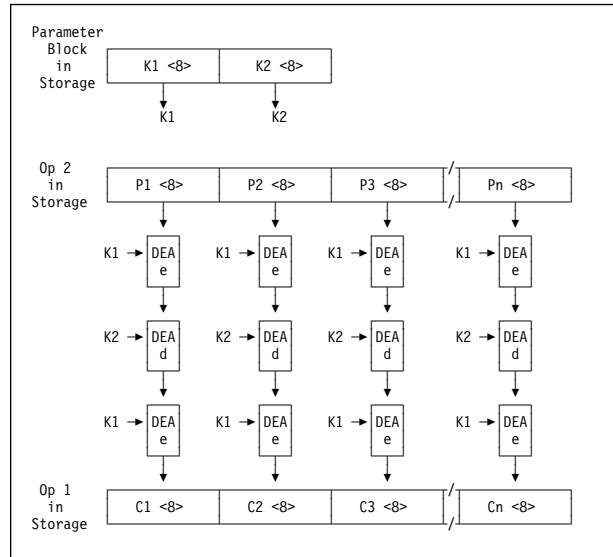 Parameter
Block
in
Storage
K1 <8> K2 <8>
K1 K2
Op 2
in
Storage
P1 <8> P2 <8> P3 <8> Pn <8>
K1 DEA K1 DEA K1 DEA K1 DEA
e e e e
K2 DEA K2 DEA K2 DEA K2 DEA
d d d d
K1 DEA K1 DEA K1 DEA K1 DEA
e e e e
Op 1
in
Storage
C1 <8> C2 <8> C3 <8> Cn <8>